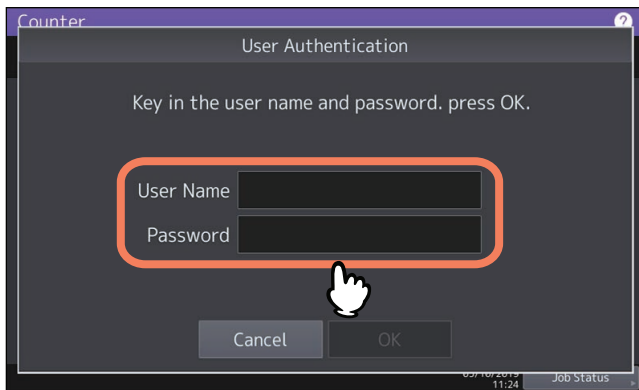 Counter ?
User Authentication
Key in the user name and password. press OK.
User Name
Password
Cancel OK
11:24 Job Status